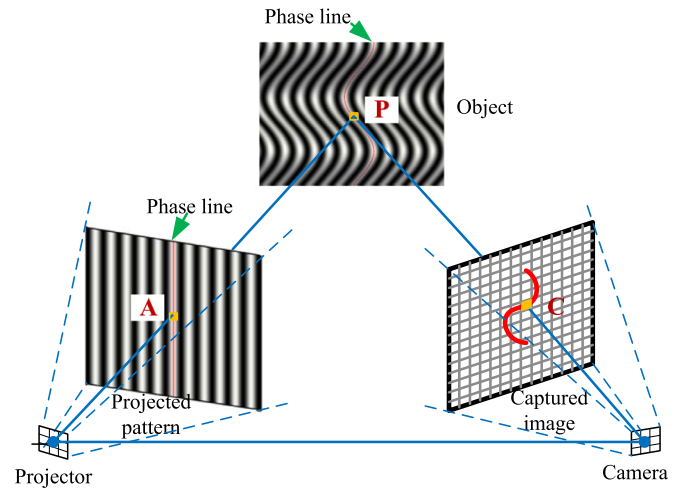 Phase line
P
Object
Phase line
A
C
Projected
pattern
Captured
image
Projector
Camera